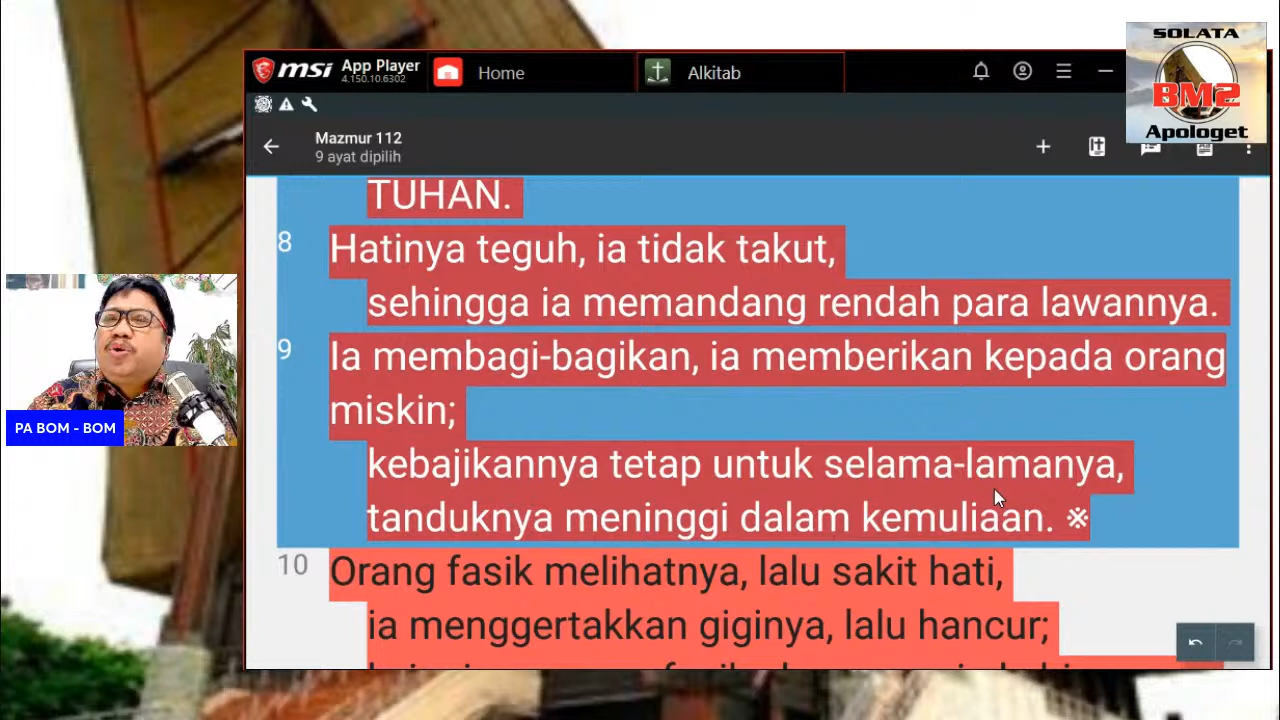 SOLATA
BM2
Apologet
msi App Player
4.150.10.6302
Home
Alkitab
Mazmur 112
9 ayat dipilih
TUHAN.
8 Hatinya teguh, ia tidak takut,
sehingga ia memandang rendah para lawannya.
9 Ia membagi-bagikan, ia memberikan kepada orang
miskin;
kebajikannya tetap untuk selama-lamanya,
tanduknya meninggi dalam kemuliaan. ※
10 Orang fasik melihatnya, lalu sakit hati,
ia menggertakkan giginya, lalu hancur;
PA BOM - BOM